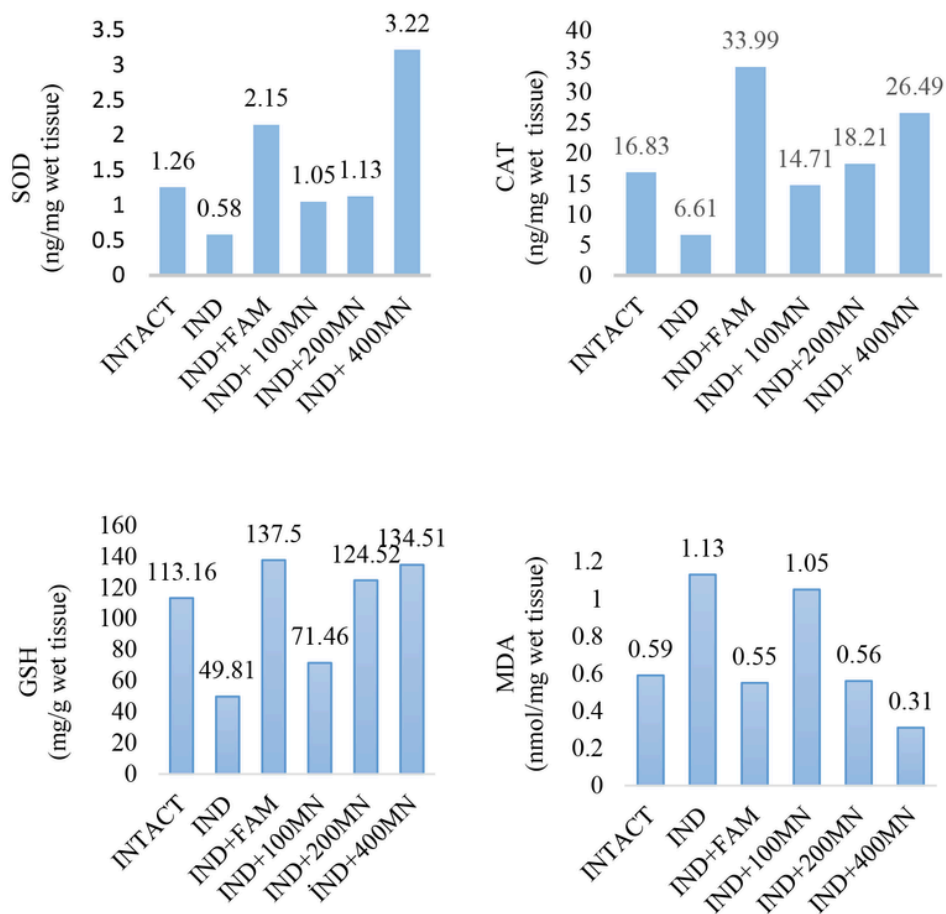 SOD
(ng/mg wet tissue)
3.5
3
2.5
2
1.5
1
0.5
0
1.26
0.58
2.15
1.05
1.13
3.22
INTACT
IND
IND+FAM
IND+ 100MN
IND+200MN
IND+ 400MN
CAT
(ng/mg wet tissue)
40
35
30
25
20
15
10
5
0
16.83
6.61
33.99
14.71
18.21
26.49
INTACT
IND
IND+FAM
IND+ 100MN
IND+200MN
IND+ 400MN
GSH
(mg/g wet tissue)
160
140
120
100
80
60
40
20
0
113.16
49.81
137.5
71.46
124.52
134.51
INTACT
IND
IND+FAM
IND+100MN
IND+200MN
İND+400MN
MDA
(nmol/mg wet tissue)
1.2
1
0.8
0.6
0.4
0.2
0
0.59
1.13
0.55
1.05
0.56
0.31
INTACT
IND
IND+FAM
IND+100MN
IND+200MN
IND+400MN